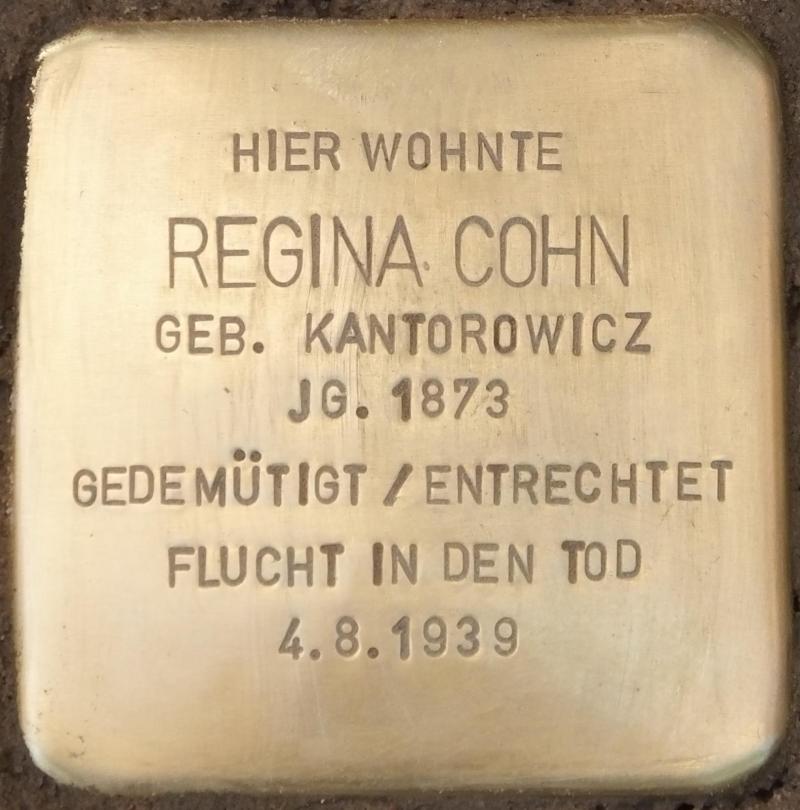 HIER WOHNTE
REGINA COHN
GEB. KANTOROWICZ
JG. 1873
GEDEMÜTIGT / ENTRECHTET
FLUCHT IN DEN TOD
4.8.1939